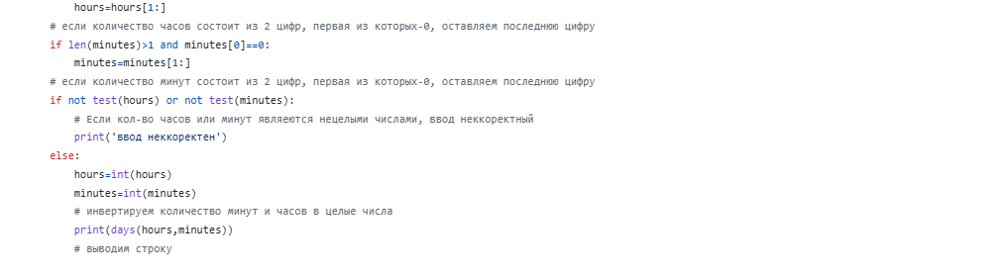 hours=hours[1:]
# если количество часов состоит из 2 цифр, первая из которых-0, оставляем последнюю цифру
if len(minutes)>1 and minutes[0]==0:
minutes=minutes[1:]
# если количество минут состоит из 2 цифр, первая из которых-0, оставляем последнюю цифру
if not test(hours) or not test(minutes):
# Если кол-во часов или минут являеются нецелыми числами, ввод неккоректный
print('ввод неккоректен')
else:
hours=int(hours)
minutes=int(minutes)
# инвертируем количество минут и часов в целые числа
print(days(hours,minutes))
# выводим строку